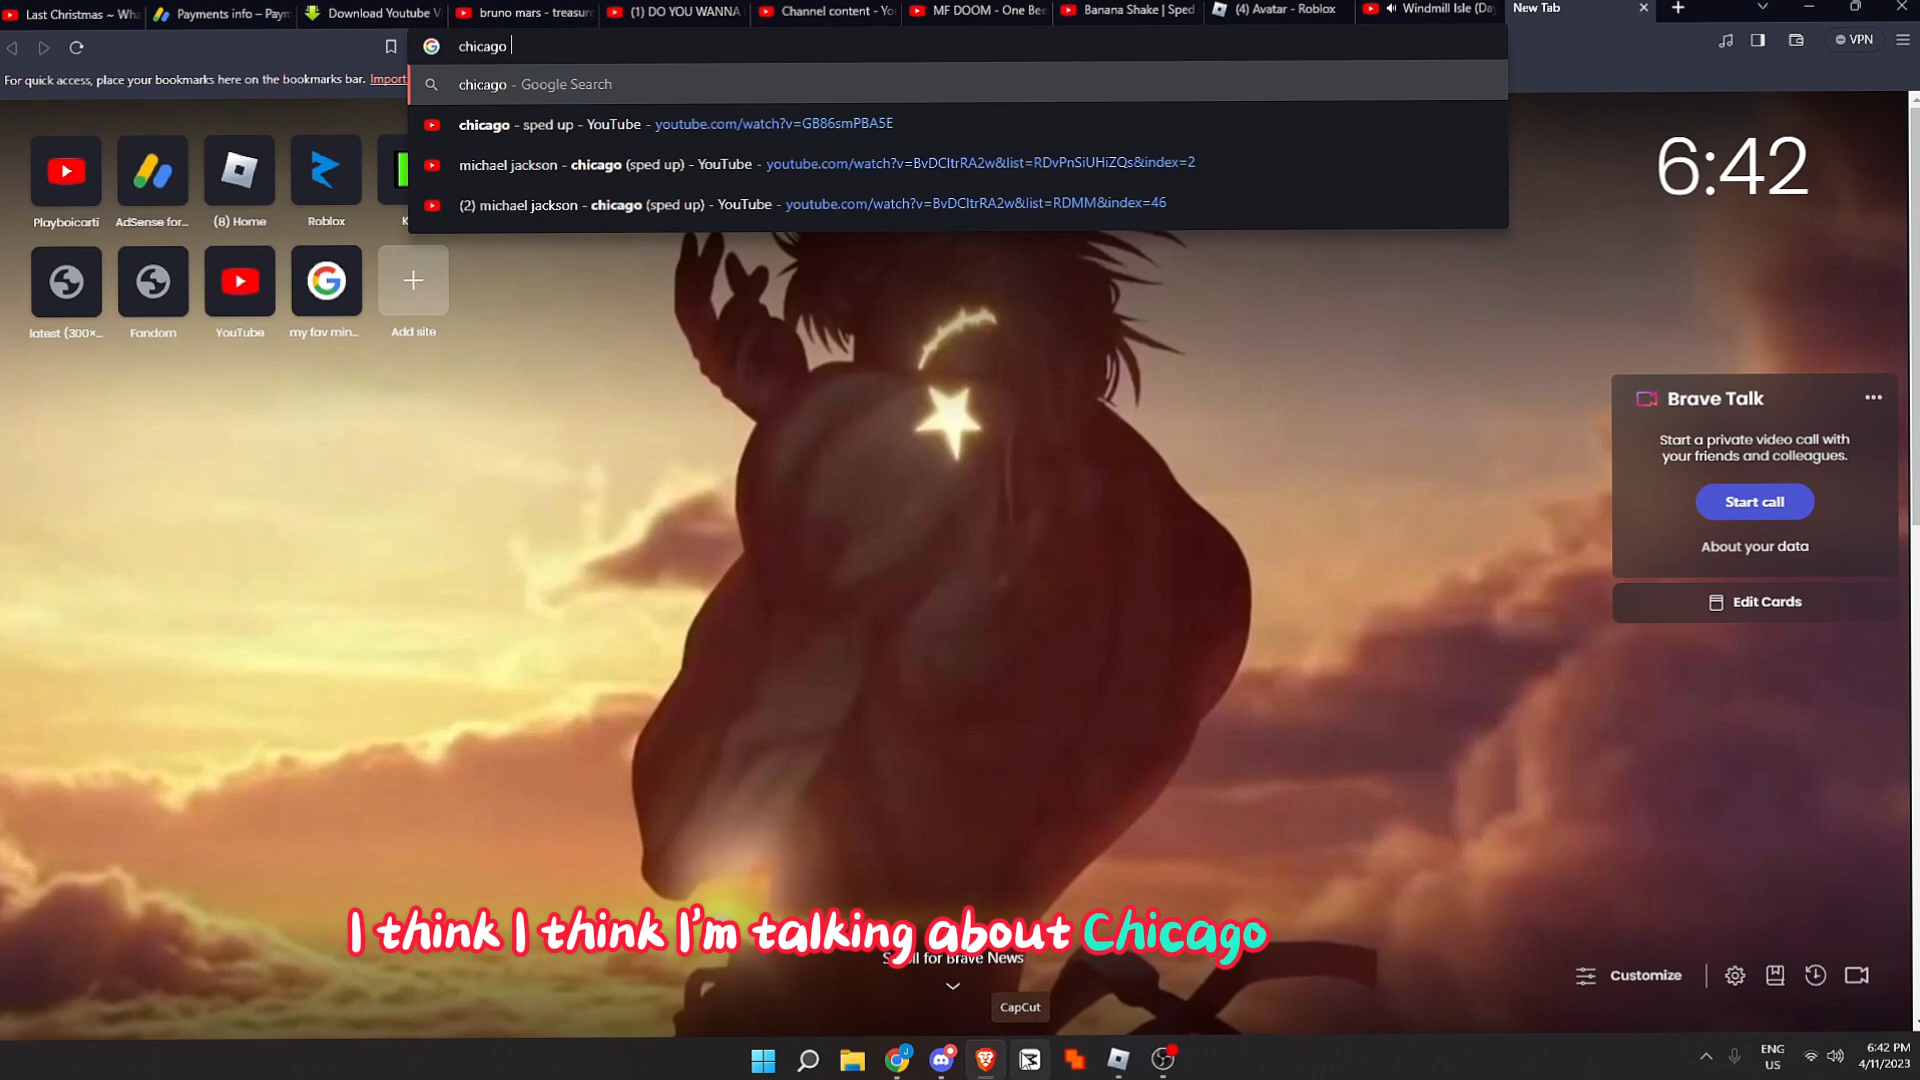 Last Christmas ~ Wha
Payments info – Paym
Download Youtube Vi
bruno mars - treasure
(1) DO YOU WANNA
Channel content - Yo
MF DOOM - One Bee
Banana Shake | Sped
(4) Avatar - Roblox
Windmill Isle (Day
New Tab
chicago
VPN
For quick access, place your bookmarks here on the bookmarks bar. Import
chicago - Google Search
chicago - sped up - YouTube - youtube.com/watch?v=GB86smPBA5E
michael jackson - chicago (sped up) - YouTube - youtube.com/watch?v=BvDCltrRA2w&list=RDvPnSiUHiZQs&index=2
(2) michael jackson - chicago (sped up) - YouTube - youtube.com/watch?v=BvDCltrRA2w&list=RDMM&index=46
6:42
Playboicarti
AdSense for...
(8) Home
Roblox
K
latest (300×...
Fandom
YouTube
my fav min...
Add site
Brave Talk
Start a private video call with
your friends and colleagues.
Start call
About your data
Edit Cards
I think I think I'm talking about Chicago
Scroll for Brave News
Customize
CapCut
ENG
US
6:42 PM
4/11/2023